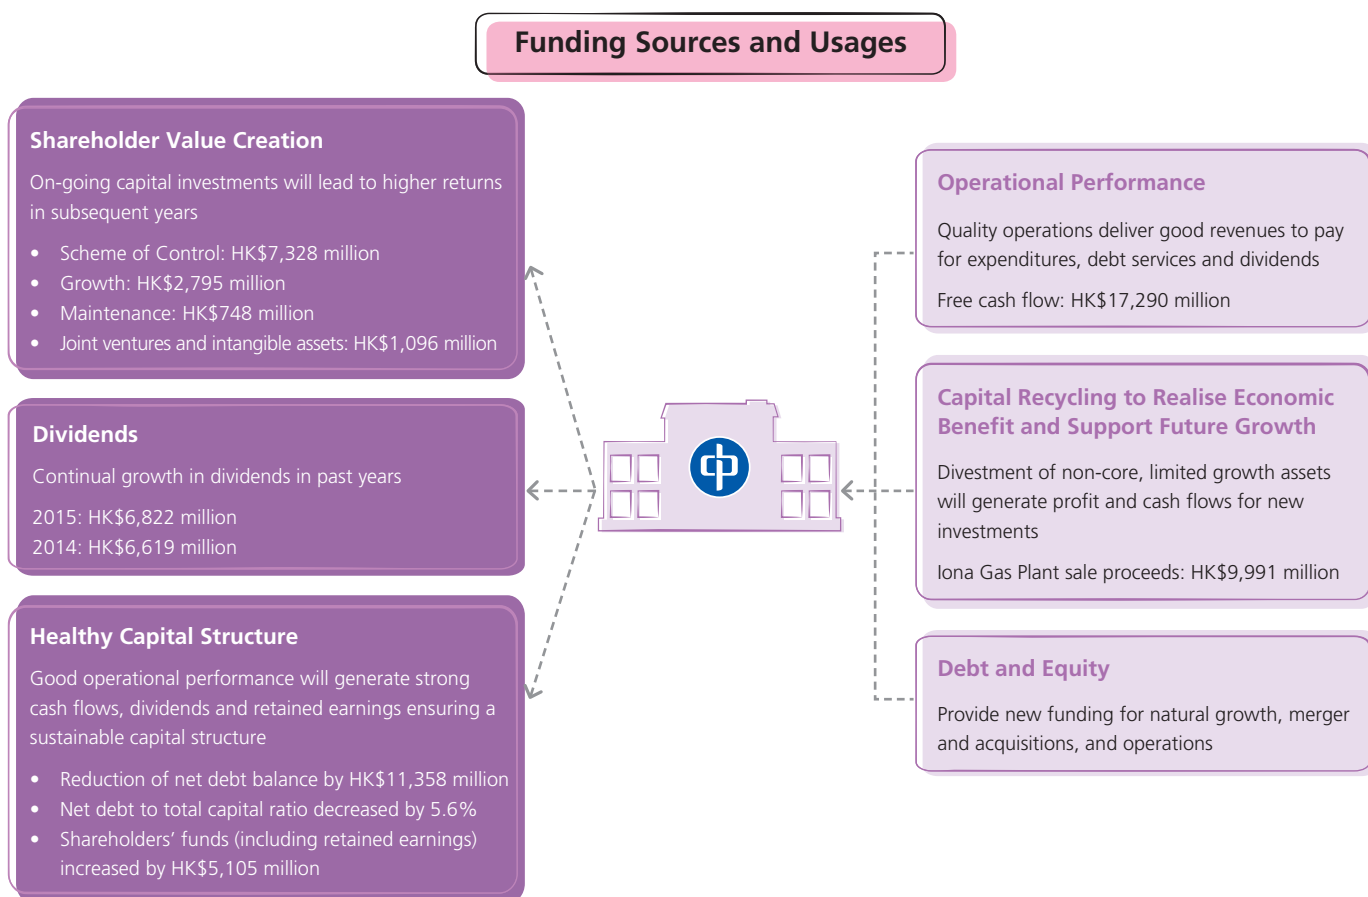 Funding Sources and Usages
Shareholder Value Creation
On-going capital investments will lead to higher returns
in subsequent years
• Scheme of Control: HK$7,328 million
• Growth: HK$2,795 million
• Maintenance: HK$748 million
• Joint ventures and intangible assets: HK$1,096 million
Dividends
Continual growth in dividends in past years
2015: HK$6,822 million
2014: HK$6,619 million
Healthy Capital Structure
Good operational performance will generate strong
cash flows, dividends and retained earnings ensuring a
sustainable capital structure
• Reduction of net debt balance by HK$11,358 million
• Net debt to total capital ratio decreased by 5.6%
• Shareholders’ funds (including retained earnings)
increased by HK$5,105 million
Operational Performance
Quality operations deliver good revenues to pay
for expenditures, debt services and dividends
Free cash flow: HK$17,290 million
Capital Recycling to Realise Economic
Benefit and Support Future Growth
Divestment of non-core, limited growth assets
will generate profit and cash flows for new
investments
Iona Gas Plant sale proceeds: HK$9,991 million
Debt and Equity
Provide new funding for natural growth, merger
and acquisitions, and operations